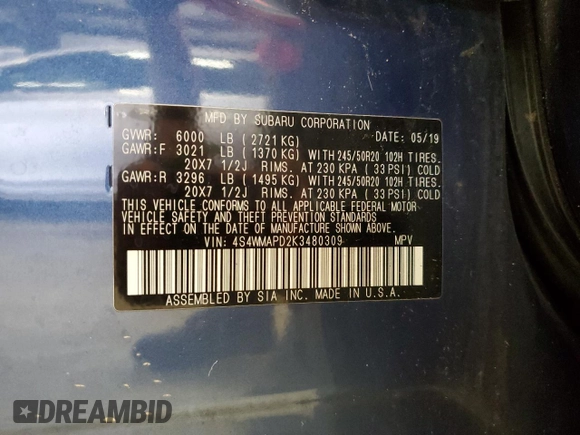 MFD BY SUBARU CORPORATION
GVWR: 6000 LB ( 2721 KG) DATE: 05/19
GAWR:F 3021 LB ( 1370 KG) WITH 245/50R20 102H TIRES.
20X7 1/2J RIMS. AT 230 KPA ( 33 PSI) COLD
GAWR:R 3296 LB ( 1495 KG) WITH 245/50R20 102H TIRES.
20X7 1/2J RIMS. AT 230 KPA ( 33 PSI) COLD
THIS VEHICLE CONFORMS TO ALL APPLICABLE FEDERAL MOTOR
VEHICLE SAFETY AND THEFT PREVENTION STANDARDS
IN EFFECT ON THE DATE OF MANUFACTURE SHOWN ABOVE.
VIN: 4S4WMAPD2K3480309 MPV
ASSEMBLED BY SIA INC. MADE IN U.S.A.
DREAMBID